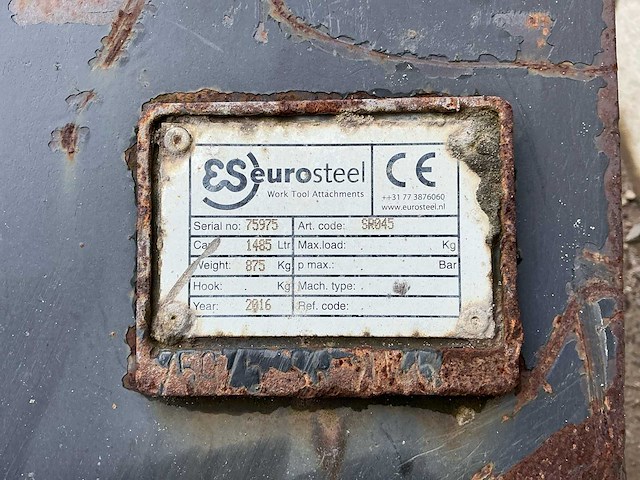 ES eurosteel
Work Tool Attachments
CE
++31 77 3876060
www.eurosteel.nl
Serial no: 75975 Art. code: SR045
Cap.: 1485 Ltr Max.load: . Kg
Weight: 875 Kg p max.: . Bar
Hook: . Kg Mach. type: .
Year: 2016 Ref. code: .